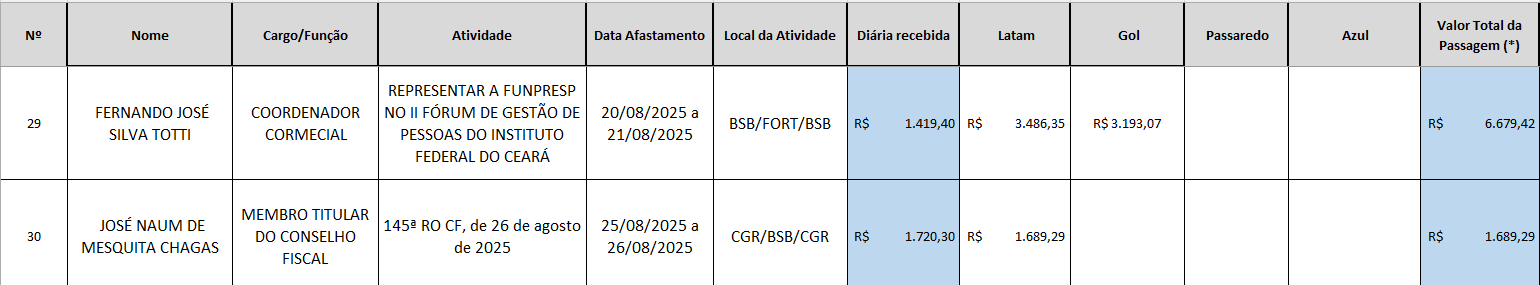 Nº Nome Cargo/Função Atividade Data Afastamento Local da Atividade Diária recebida Latam Gol Passaredo Azul Valor Total da
Passagem (*)
29 FERNANDO JOSÉ
SILVA TOTTI
COORDENADOR
CORMECIAL
REPRESENTAR A FUNPRESP
NO II FÓRUM DE GESTÃO DE
PESSOAS DO INSTITUTO
FEDERAL DO CEARÁ
20/08/2025 a
21/08/2025
BSB/FORT/BSB R$ 1.419,40 R$ 3.486,35 R$ 3.193,07 R$ 6.679,42
30 JOSÉ NAUM DE
MESQUITA CHAGAS
MEMBRO TITULAR
DO CONSELHO
FISCAL
145ª RO CF, de 26 de agosto
de 2025
25/08/2025 a
26/08/2025
CGR/BSB/CGR R$ 1.720,30 R$ 1.689,29 R$ 1.689,29